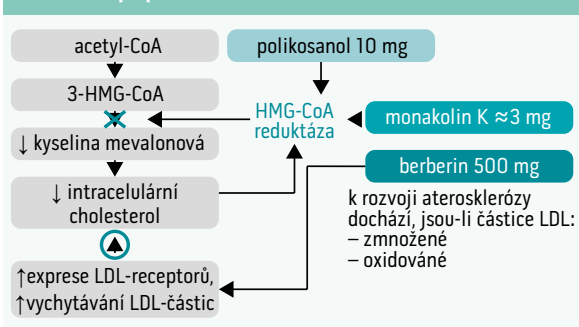 acetyl-CoA
polikosanol 10 mg
3-HMG-CoA
HMG-CoA
reduktáza
monakolin K ≈3 mg
↓ kyselina mevalonová
berberin 500 mg
↓ intracelulární
cholesterol
k rozvoji aterosklerózy
dochází, jsou-li částice LDL:
– zmnožené
– oxidováné
↑exprese LDL-receptorů,
↑vychytávání LDL-částic